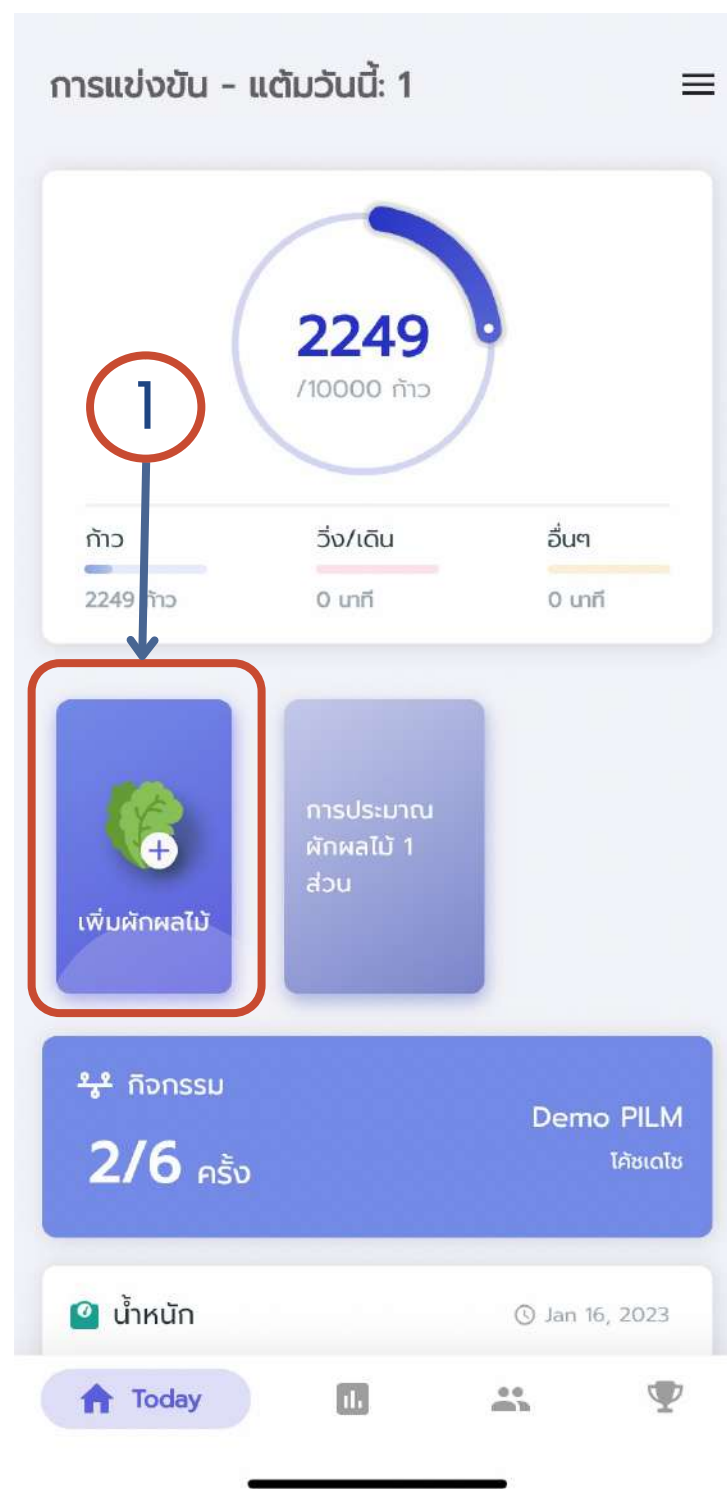 การแข่งขัน - แต้มวันนี้: 1
2249
/10000 ก้าว
1
ก้าว
วิ่ง/เดิน
อื่นๆ
2249 ก้าว
0 นาที
0 นาที
เพิ่มผักผลไม้
การประมาณ
ผักผลไม้ 1
ส่วน
กิจกรรม
2/6 ครั้ง
Demo PILM
โค้ชเดโช
น้ำหนัก
Jan 16, 2023
Today